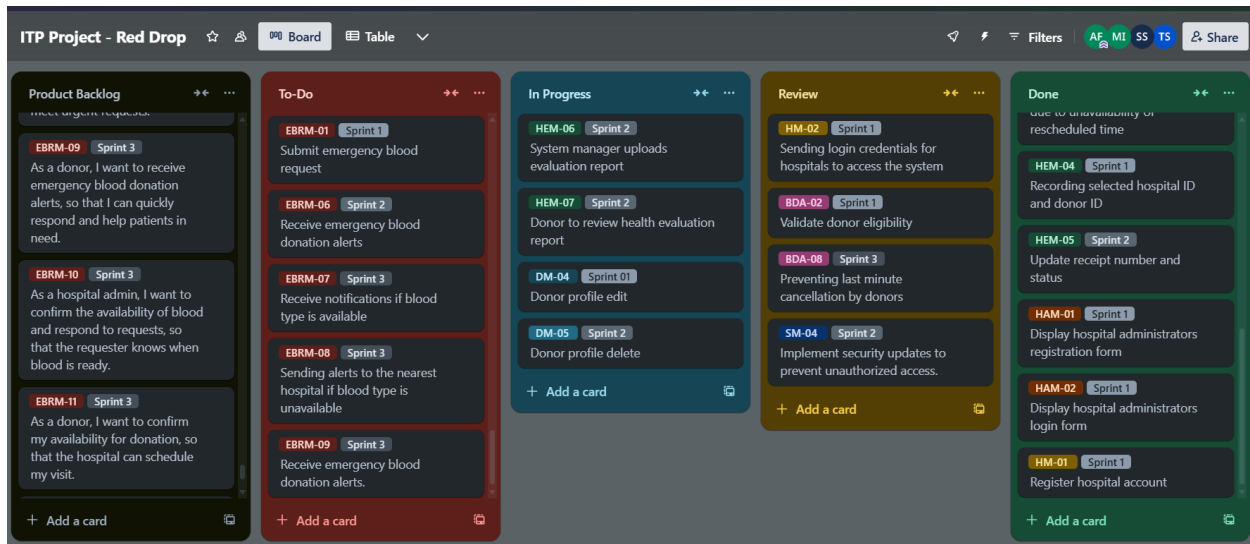 ITP Project - Red Drop
Board
Table
Filters
AF MI SS TS
Share
Product Backlog
meet urgent requests.
EBRM-09 Sprint 3
As a donor, I want to receive
emergency blood donation
alerts, so that I can quickly
respond and help patients in
need.
EBRM-10 Sprint 3
As a hospital admin, I want to
confirm the availability of blood
and respond to requests, so
that the requester knows when
blood is ready.
EBRM-11 Sprint 3
As a donor, I want to confirm
my availability for donation, so
that the hospital can schedule
my visit.
+ Add a card
To-Do
EBRM-01 Sprint 1
Submit emergency blood
request
EBRM-06 Sprint 2
Receive emergency blood
donation alerts
EBRM-07 Sprint 3
Receive notifications if blood
type is available
EBRM-08 Sprint 3
Sending alerts to the nearest
hospital if blood type is
unavailable
EBRM-09 Sprint 3
Receive emergency blood
donation alerts.
+ Add a card
In Progress
HEM-06 Sprint 2
System manager uploads
evaluation report
HEM-07 Sprint 2
Donor to review health evaluation
report
DM-04 Sprint 01
Donor profile edit
DM-05 Sprint 2
Donor profile delete
+ Add a card
Review
HM-02 Sprint 1
Sending login credentials for
hospitals to access the system
BDA-02 Sprint 1
Validate donor eligibility
BDA-08 Sprint 3
Preventing last minute
cancellation by donors
SM-04 Sprint 2
Implement security updates to
prevent unauthorized access.
+ Add a card
Done
due to unavailability of
rescheduled time
HEM-04 Sprint 1
Recording selected hospital ID
and donor ID
HEM-05 Sprint 2
Update receipt number and
status
HAM-01 Sprint 1
Display hospital administrators
registration form
HAM-02 Sprint 1
Display hospital administrators
login form
HM-01 Sprint 1
Register hospital account
+ Add a card